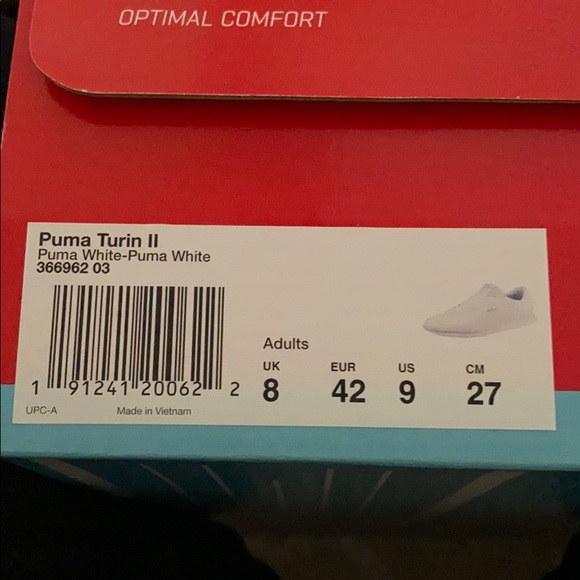 OPTIMAL COMFORT
Puma Turin II
Puma White-Puma White
366962 03
Adults
UK EUR US CM
8 42 9 27
1 91241 20062 2
UPC-A Made in Vietnam